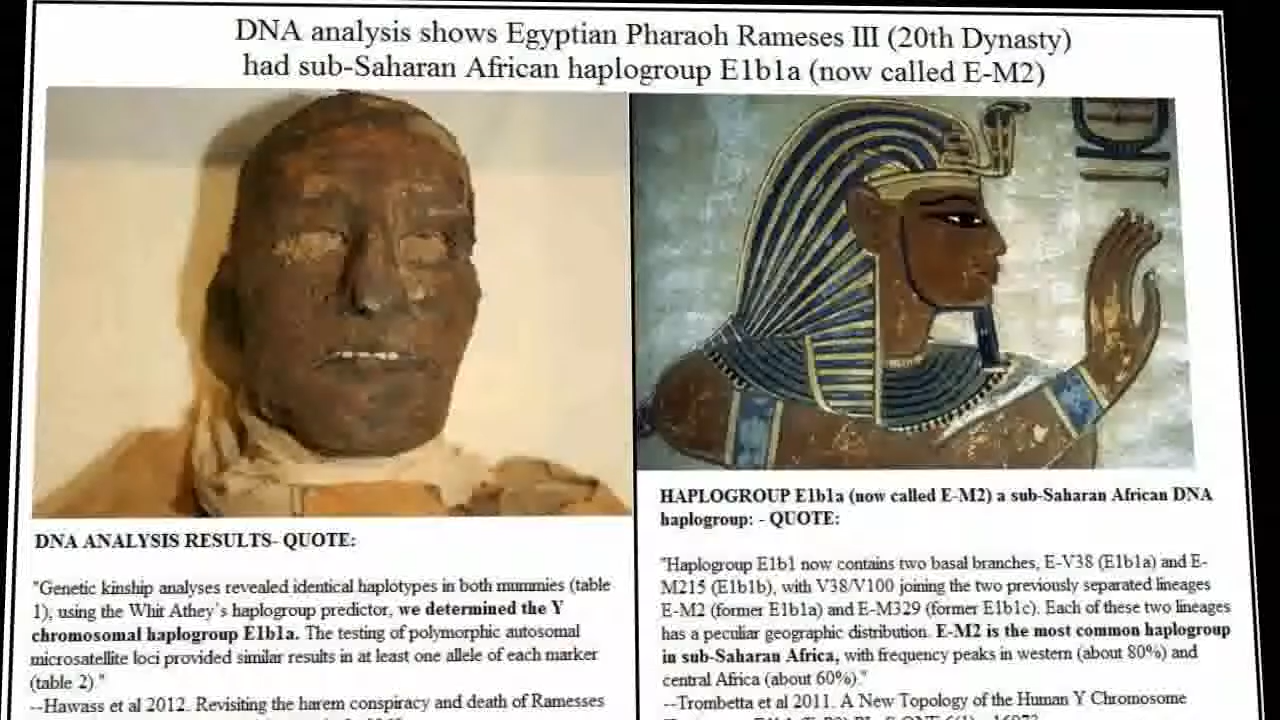 DNA analysis shows Egyptian Pharaoh Rameses III (20th Dynasty)
had sub-Saharan African haplogroup E1b1a (now called E-M2)
DNA ANALYSIS RESULTS- QUOTE:
"Genetic kinship analyses revealed identical haplotypes in both mummies (table
1), using the Whit Athey's haplogroup predictor, we determined the Y
chromosomal haplogroup E1b1a. The testing of polymorphic autosomal
microsatellite loci provided similar results in at least one allele of each marker
(table 2)."
--Hawass et al 2012. Revisiting the harem conspiracy and death of Ramesses
HAPLOGROUP E1b1a (now called E-M2) a sub-Saharan African DNA
haplogroup: - QUOTE:
"Haplogroup E1b1 now contains two basal branches, E-V38 (E1b1a) and E-
M215 (E1b1b), with V38/V100 joining the two previously separated lineages
E-M2 (former E1b1a) and E-M329 (former E1b1c). Each of these two lineages
has a peculiar geographic distribution. E-M2 is the most common haplogroup
in sub-Saharan Africa, with frequency peaks in western (about 80%) and
central Africa (about 60%)."
--Trombetta et al 2011. A New Topology of the Human Y Chromosome